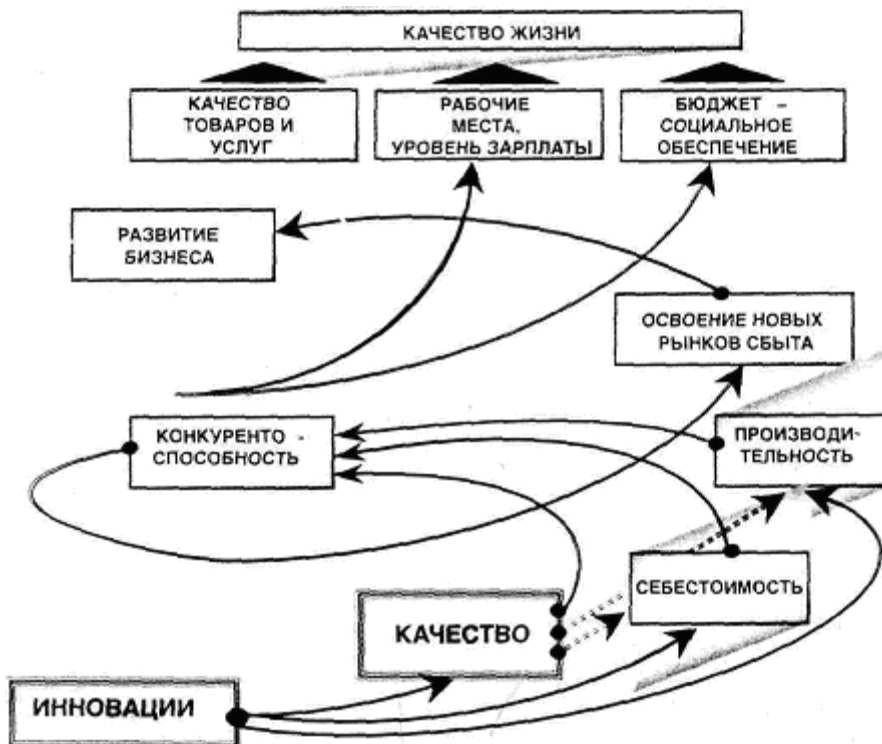 КАЧЕСТВО ЖИЗНИ
КАЧЕСТВО
ТОВАРОВ И
УСЛУГ
РАБОЧИЕ
МЕСТА,
УРОВЕНЬ ЗАРПЛАТЫ
БЮДЖЕТ –
СОЦИАЛЬНОЕ
ОБЕСПЕЧЕНИЕ
РАЗВИТИЕ
БИЗНЕСА
ОСВОЕНИЕ НОВЫХ
РЫНКОВ СБЫТА
КОНКУРЕНТО -
СПОСОБНОСТЬ
ПРОИЗВОДИ-
ТЕЛЬНОСТЬ
СЕБЕСТОИМОСТЬ
КАЧЕСТВО
ИННОВАЦИИ